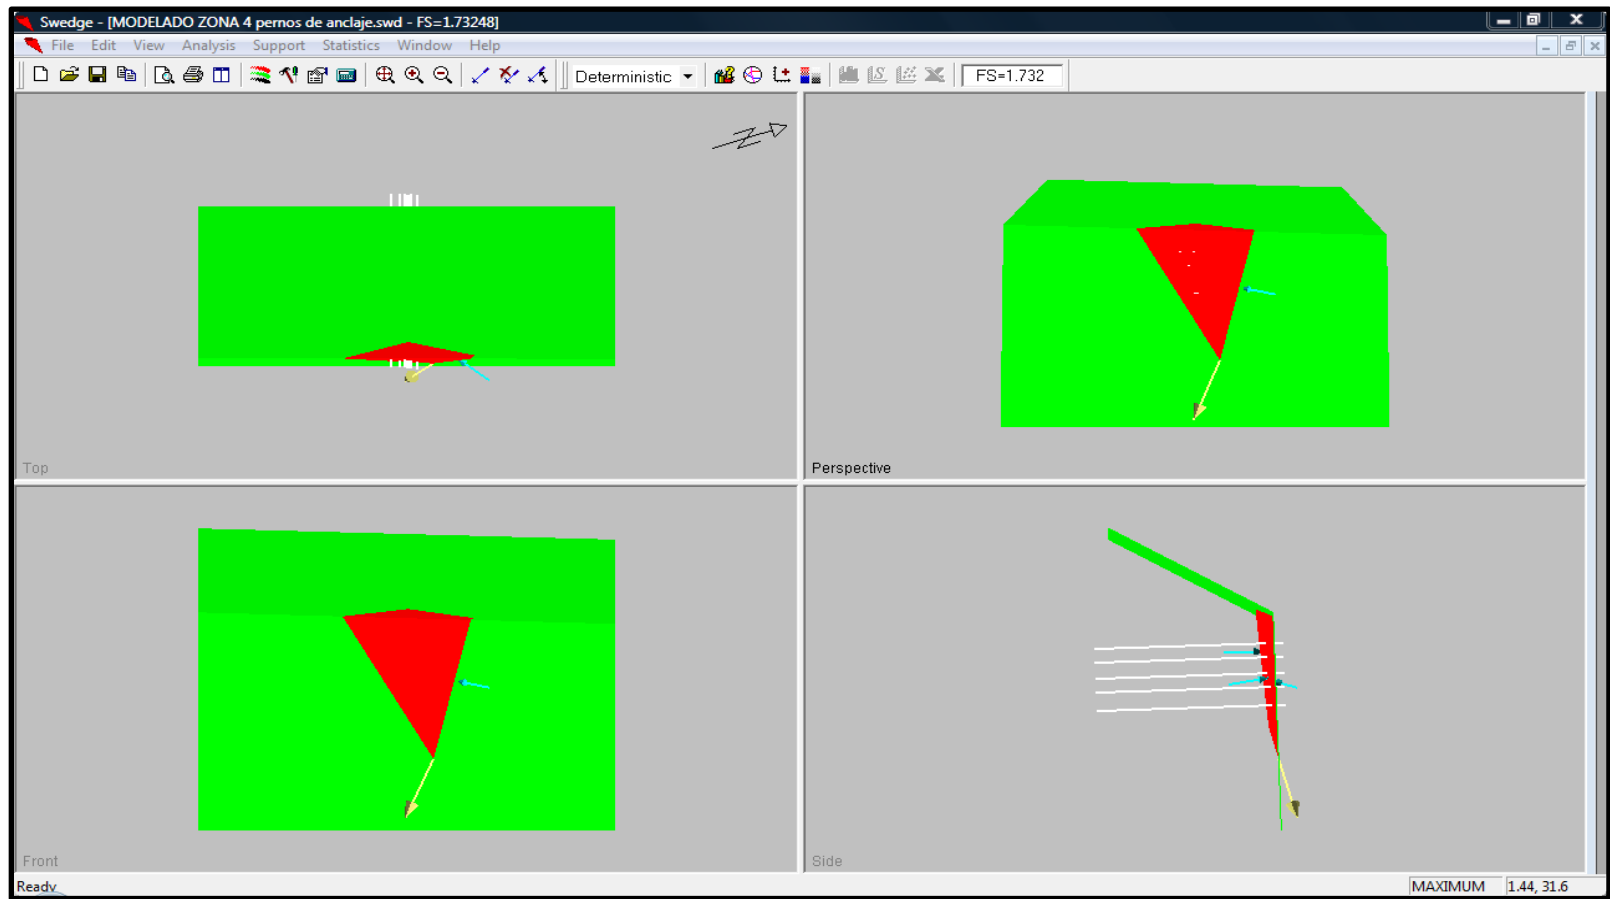 Swedge - [MODELADO ZONA 4 pernos de anclaje.swd - FS=1.73248]
File Edit View Analysis Support Statistics Window Help
Deterministic FS=1.732
Top
Perspective
Front
Side
Ready MAXIMUM 1.44, 31.6